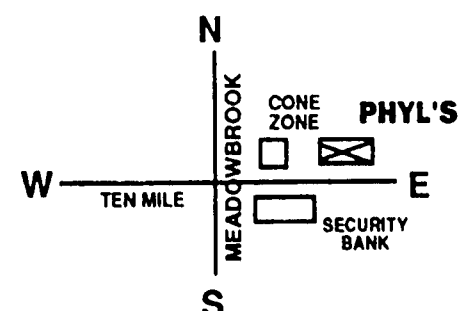 N
CONE
ZONE
PHYL'S
MEADOWBROOK
W
E
TEN MILE
SECURITY
BANK
S